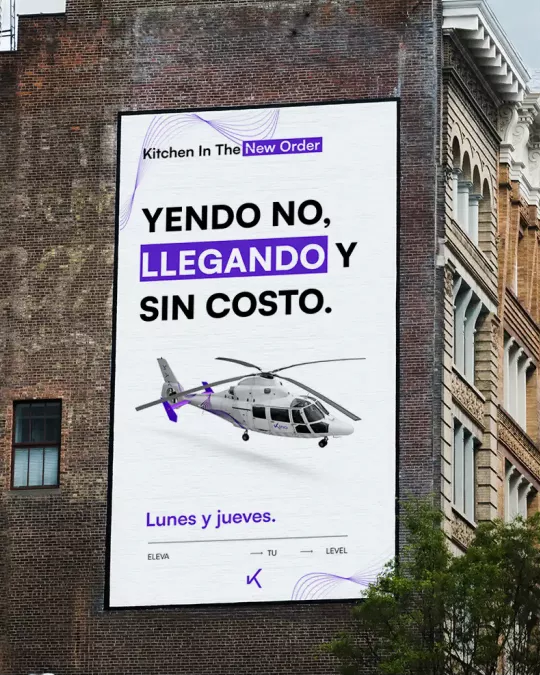 Kitchen In The New Order
YENDO NO,
LLEGANDO Y
SIN COSTO.
Lunes y jueves.
ELEVA → TU → LEVEL